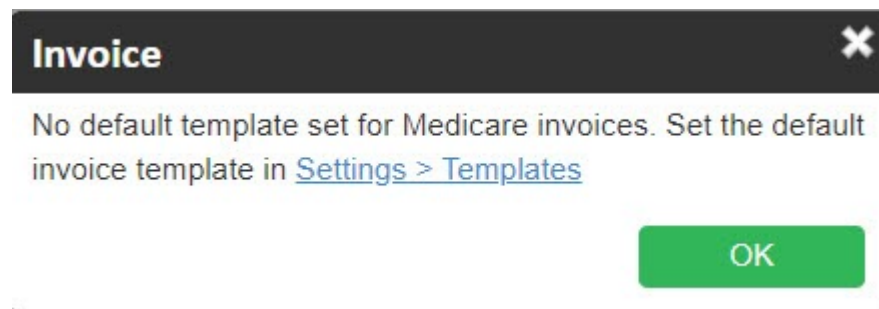 Invoice
No default template set for Medicare invoices. Set the default
invoice template in Settings > Templates
OK